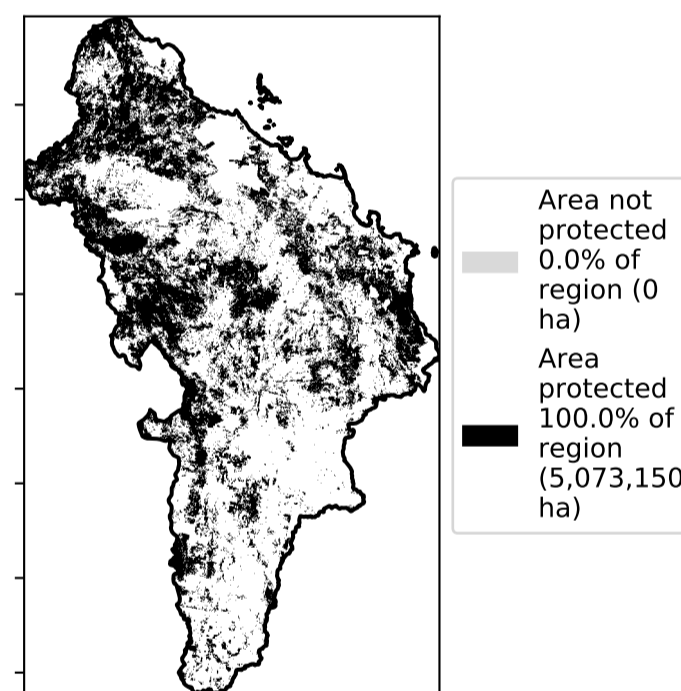 Area not
protected
0.0% of
region (0
ha)
Area
protected
100.0% of
region
(5,073,150
ha)